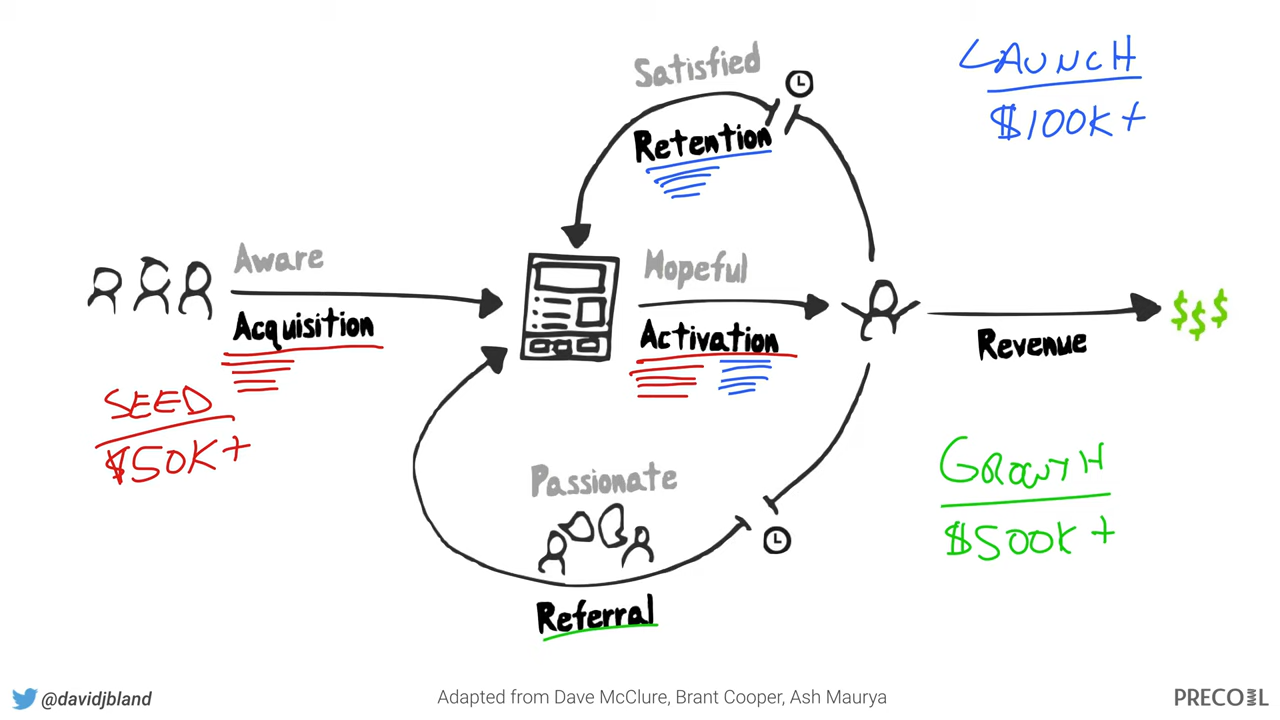 Satisfied
Retention
LAUNCH
$100K+
Aware
Acquisition
Hopeful
Activation
Revenue
$$$
SEED
$50K+
Passionate
Referral
GROWTH
$500K+
@davidjbland
Adapted from Dave McClure, Brant Cooper, Ash Maurya
PRECOIL